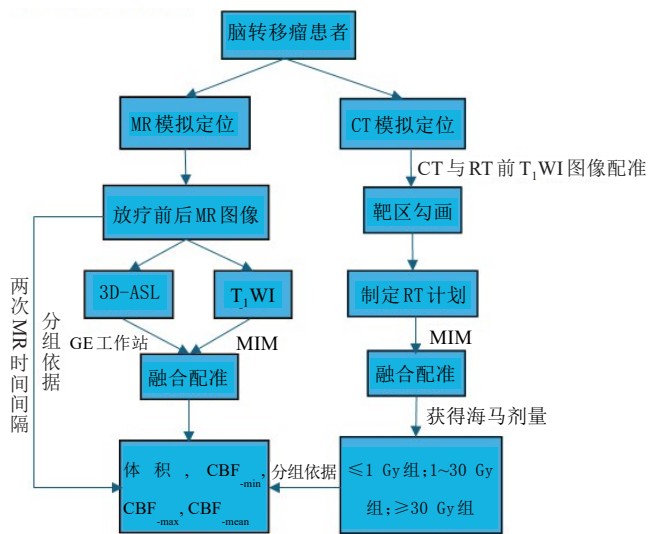 脑转移瘤患者
MR模拟定位
CT模拟定位
CT与RT前T₁WI图像配准
放疗前后MR图像
靶区勾画
3D-ASL
T₁WI
制定RT计划
GE工作站
MIM
MIM
融合配准
融合配准
两次MR时间间隔
分组依据
获得海马剂量
体积, CBF-min,
CBF-max, CBF-mean
分组依据
≤1 Gy组;1~30 Gy
组;≥30 Gy组